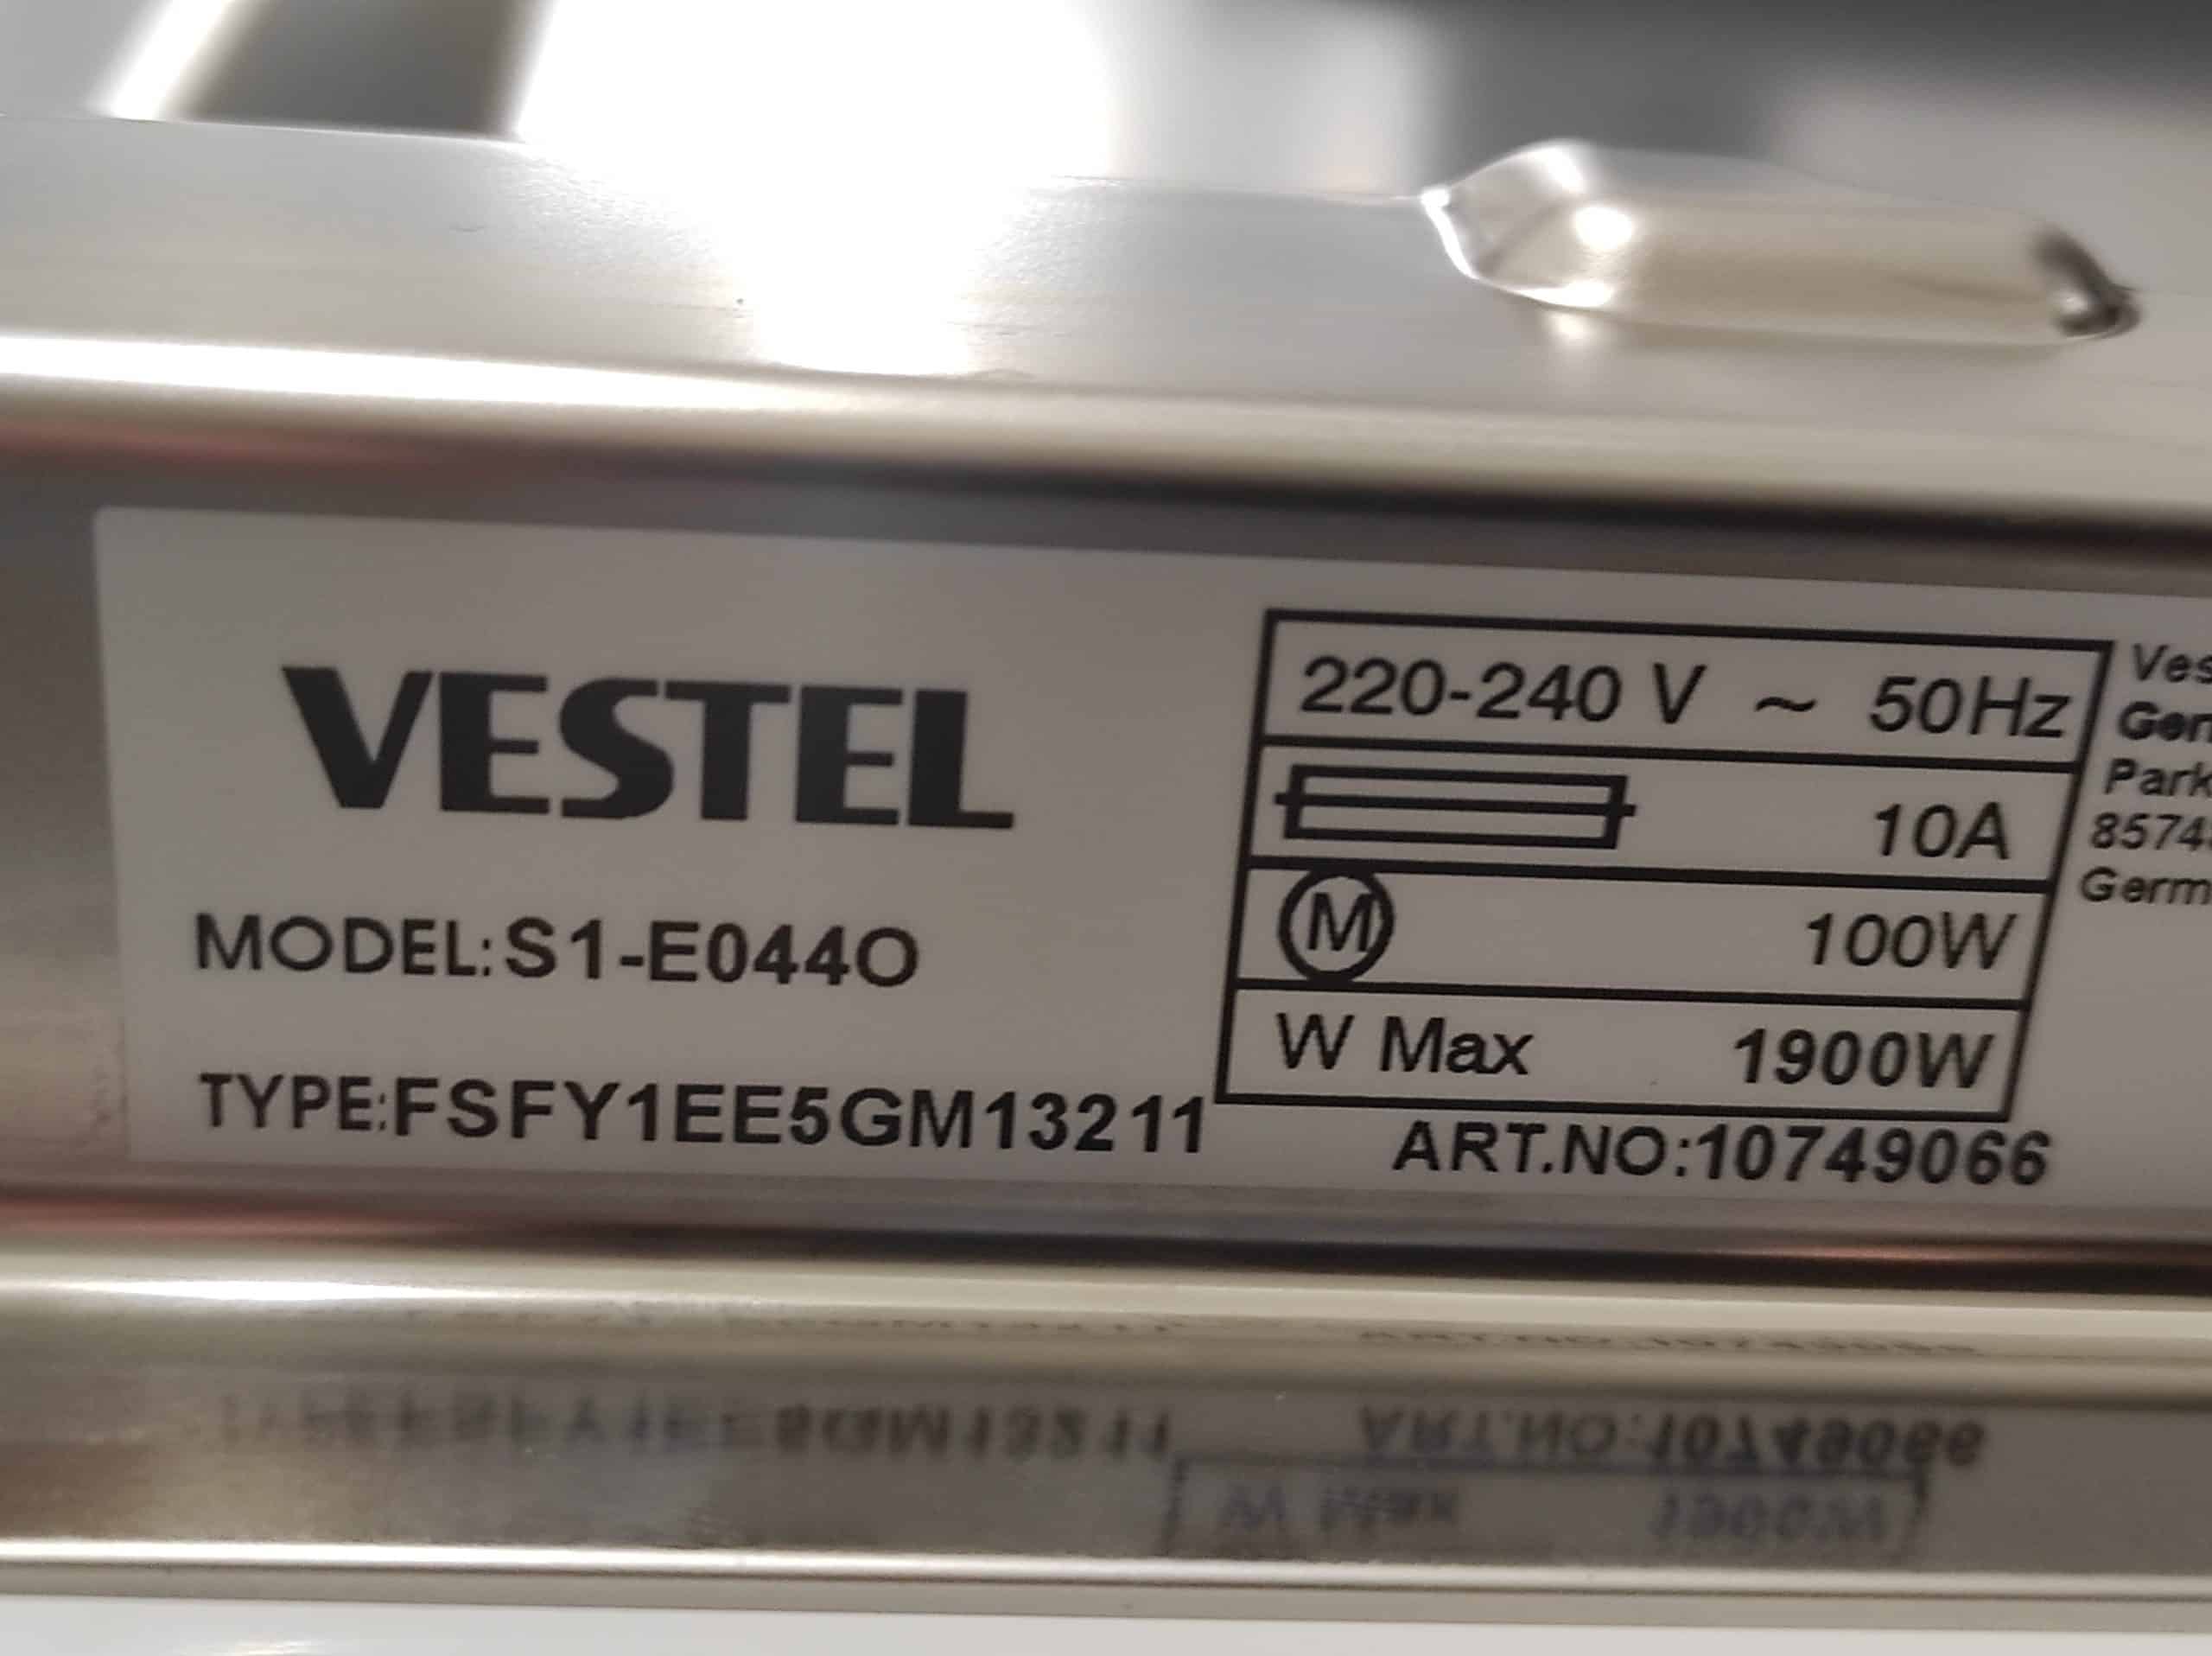 VESTEL
MODEL:S1-E044O
TYPE:FSFY1EE5GM13211
220-240 V ~ 50Hz
10A
M 100W
W Max 1900W
ART.NO:10749066
Ves
Park
8574
Germ